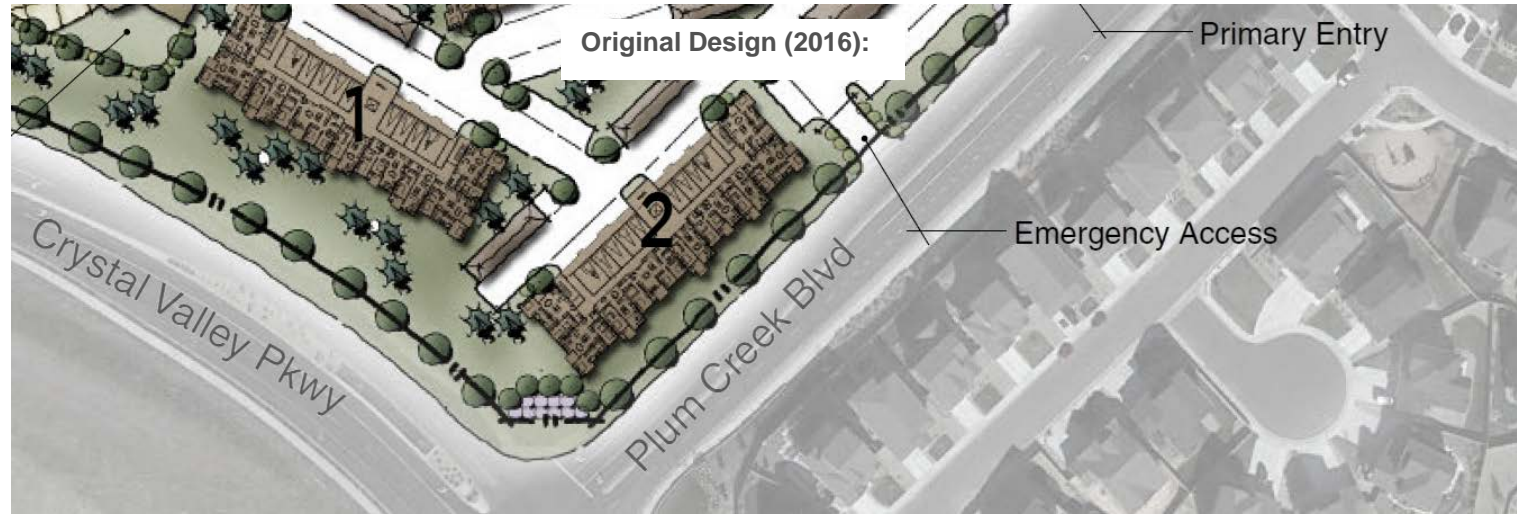 Original Design (2016):
Primary Entry
1
2
Emergency Access
Crystal Valley Pkwy
Plum Creek Blvd